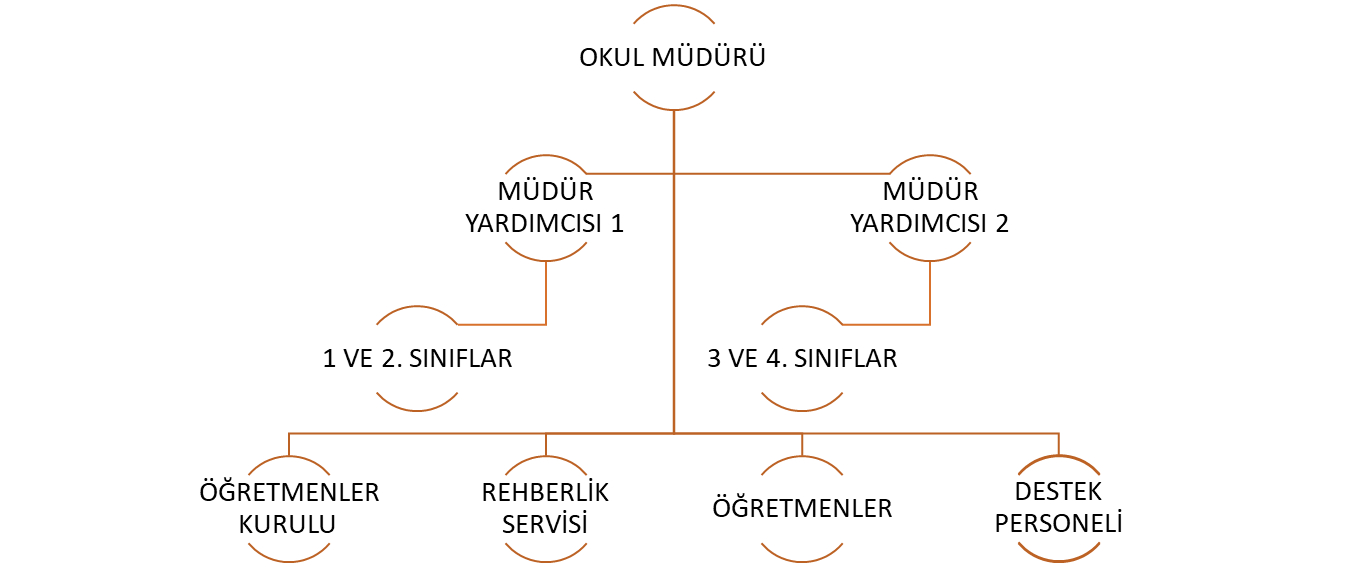 OKUL MÜDÜRÜ
MÜDÜR
YARDIMCISI 1
MÜDÜR
YARDIMCISI 2
1 VE 2. SINIFLAR
3 VE 4. SINIFLAR
ÖĞRETMENLER
KURULU
REHBERLİK
SERVİSİ
ÖĞRETMENLER
DESTEK
PERSONELİ